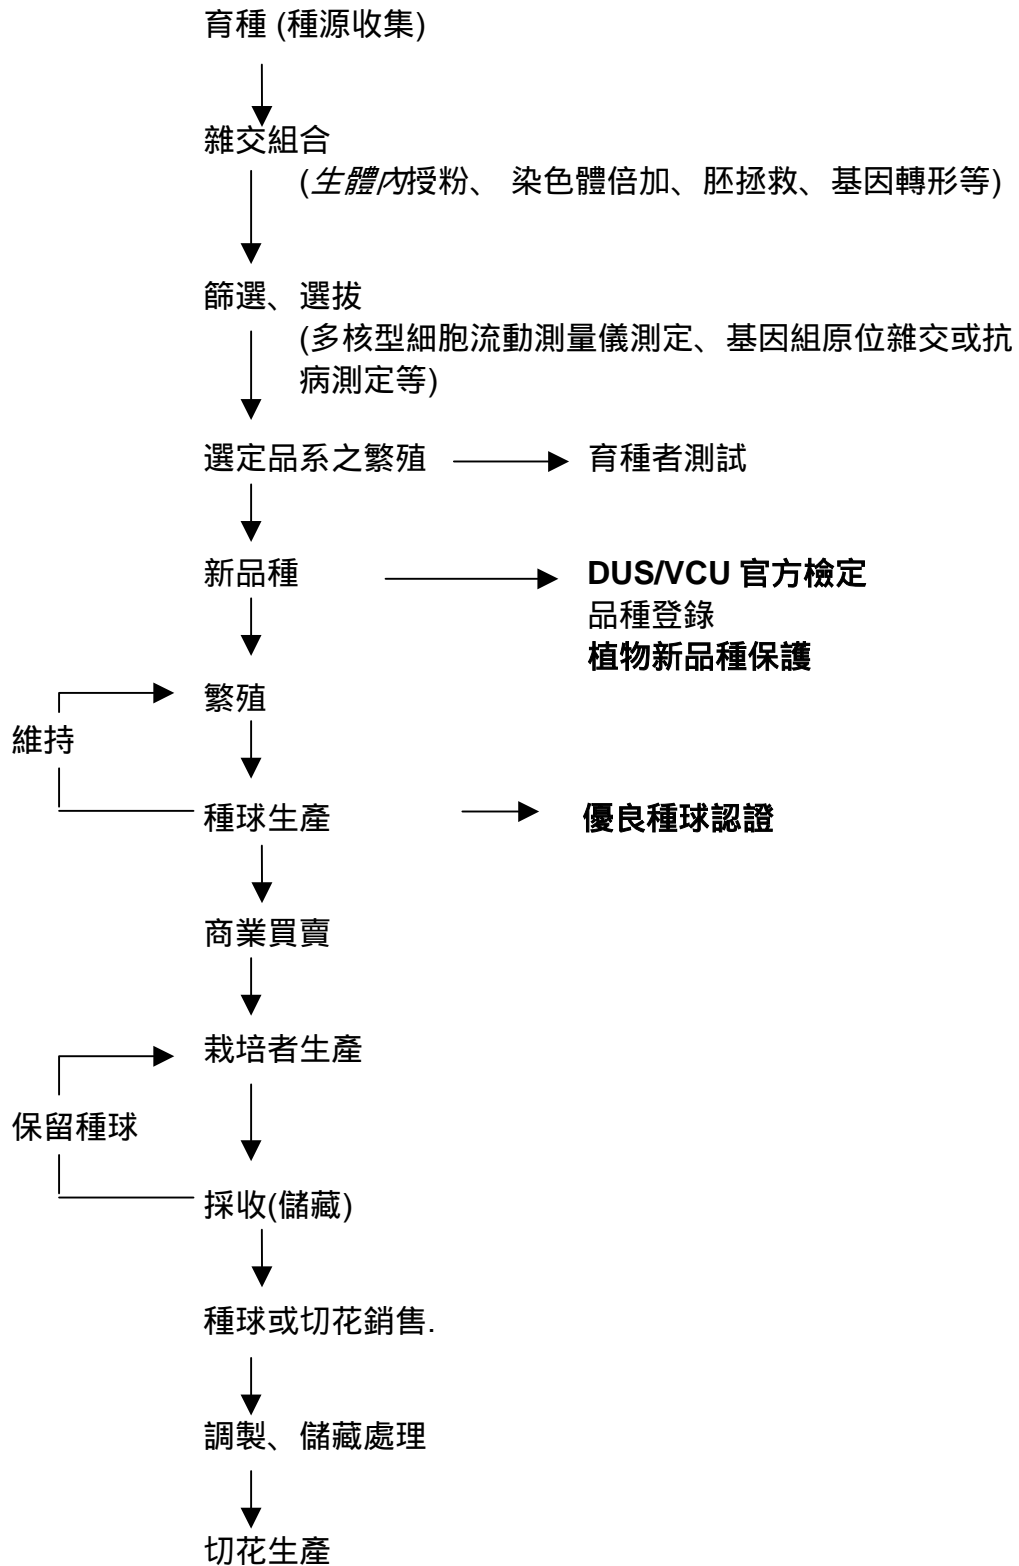 育種 (種源收集)
雜交組合
(生體內授粉、 染色體倍加、胚拯救、基因轉形等)
篩選、選拔
(多核型細胞流動測量儀測定、基因組原位雜交或抗
病測定等)
選定品系之繁殖
育種者測試
新品種
DUS/VCU 官方檢定
品種登錄
植物新品種保護
繁殖
維持
種球生產
優良種球認證
商業買賣
栽培者生產
保留種球
採收(儲藏)
種球或切花銷售.
調製、儲藏處理
切花生產